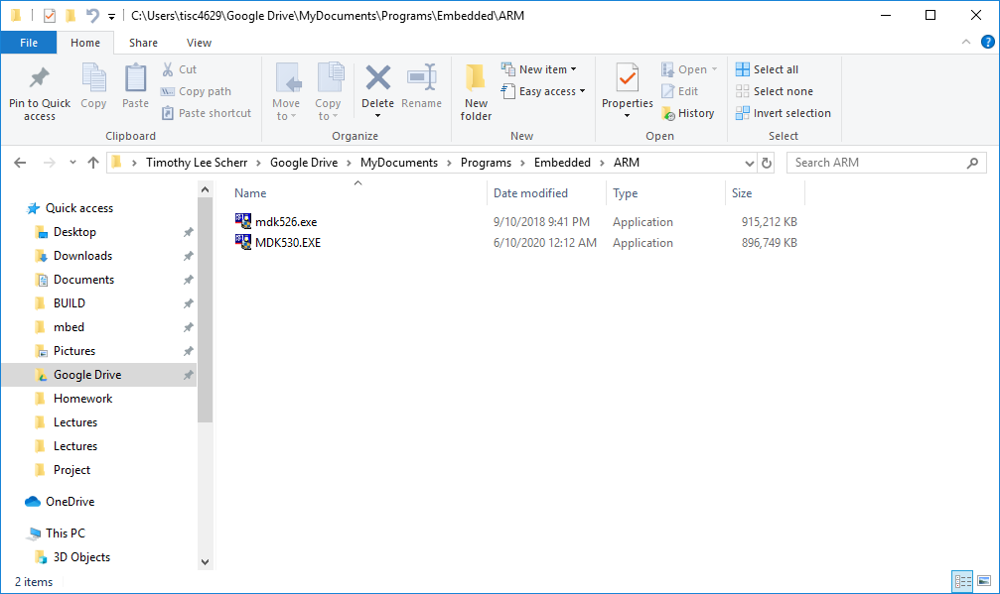 C:\Users\tisc4629\Google Drive\MyDocuments\Programs\Embedded\ARM
File Home Share View
Pin to Quick access
Copy
Paste
Cut
Copy path
Paste shortcut
Clipboard
Move to
Copy to
Delete
Rename
Organize
New folder
New item
Easy access
New
Properties
Open
Edit
History
Open
Select all
Select none
Invert selection
Select
Timothy Lee Scherr > Google Drive > MyDocuments > Programs > Embedded > ARM
Search ARM
Quick access
Desktop
Downloads
Documents
BUILD
mbed
Pictures
Google Drive
Homework
Lectures
Lectures
Project
OneDrive
This PC
3D Objects
Name Date modified Type Size
mdk526.exe 9/10/2018 9:41 PM Application 915,212 KB
MDK530.EXE 6/10/2020 12:12 AM Application 896,749 KB
2 items